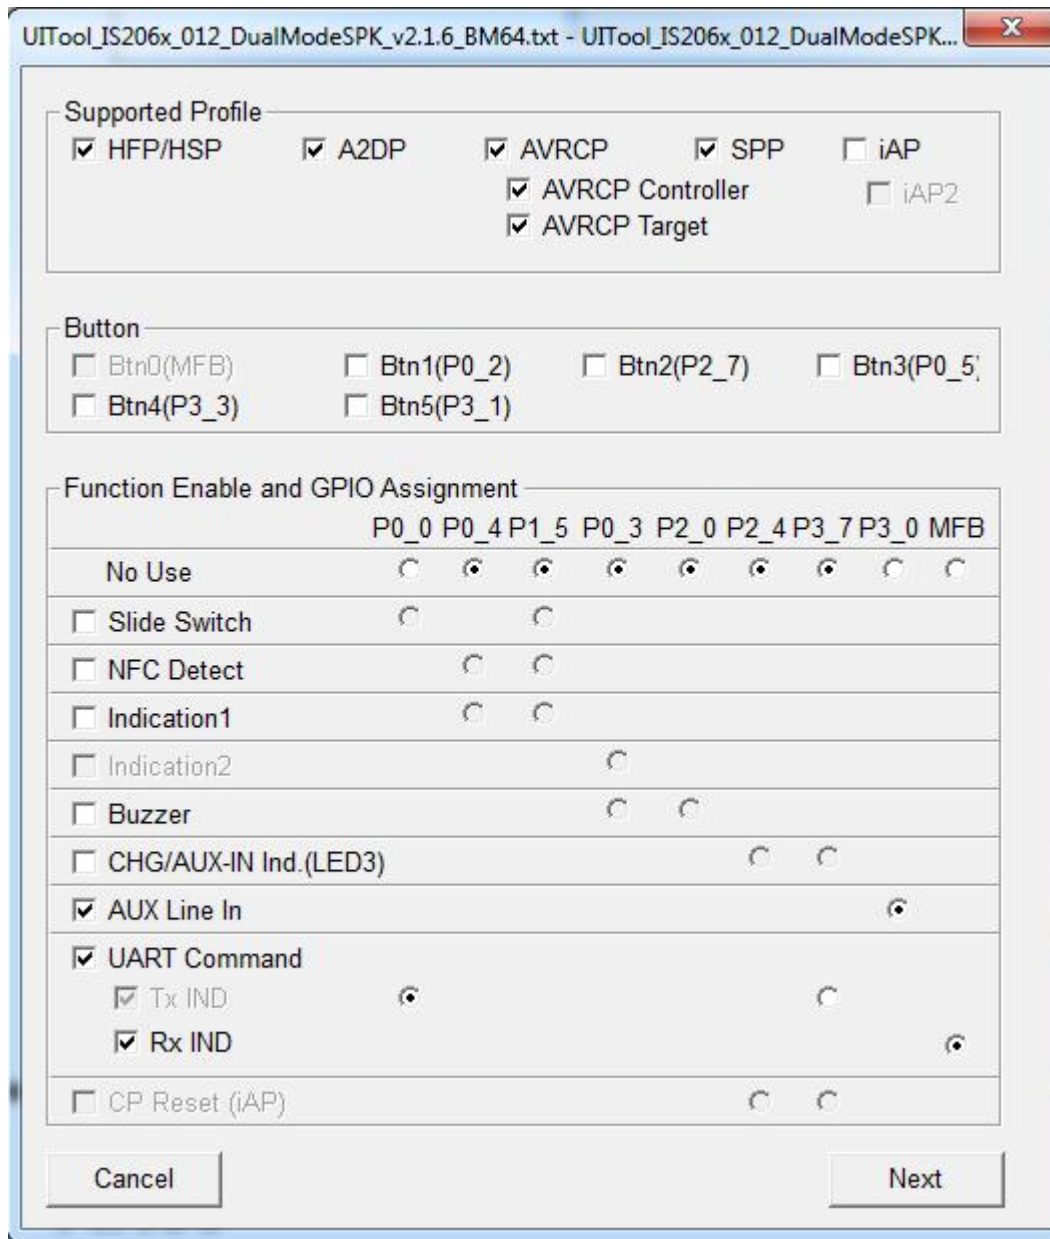 UITool_IS206x_012_DualModeSPK_v2.1.6_BM64.txt - UITool_IS206x_012_DualModeSPK...
Supported Profile
HFP/HSP A2DP AVRCP SPP iAP
AVRCP Controller iAP2
AVRCP Target
Button
Btn0(MFB) Btn1(P0_2) Btn2(P2_7) Btn3(P0_5)
Btn4(P3_3) Btn5(P3_1)
Function Enable and GPIO Assignment
P0_0 P0_4 P1_5 P0_3 P2_0 P2_4 P3_7 P3_0 MFB
No Use
Slide Switch
NFC Detect
Indication1
Indication2
Buzzer
CHG/AUX-IN Ind.(LED3)
AUX Line In
UART Command
Tx IND
Rx IND
CP Reset (iAP)
Cancel Next